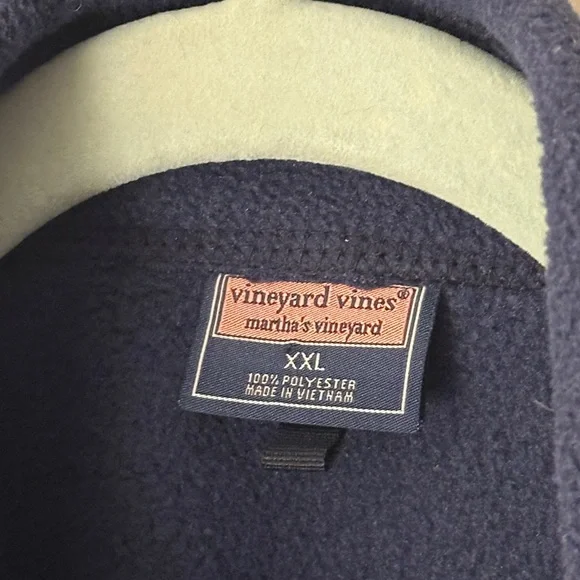 vineyard vines®
martha's vineyard
XXL
100% POLYESTER
MADE IN VIETNAM